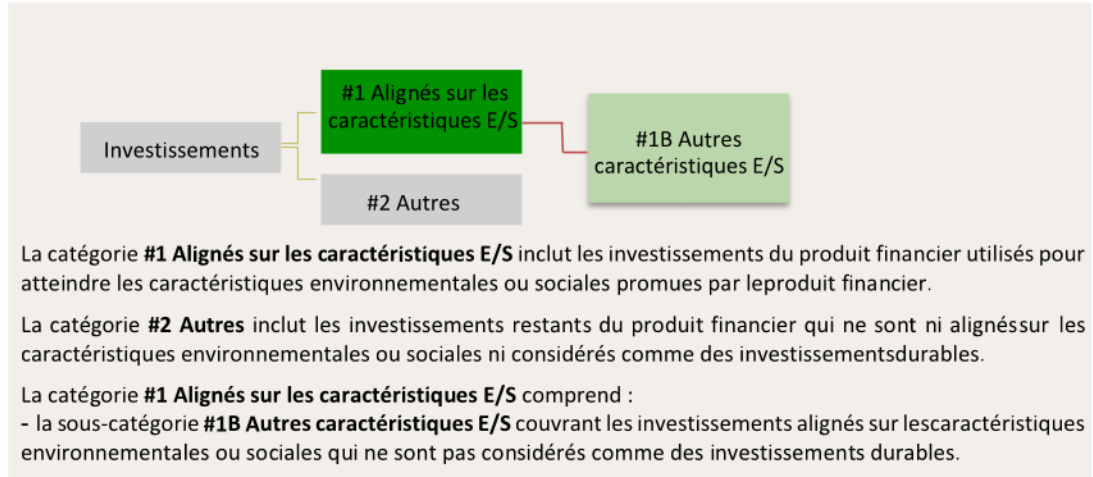 #1 Alignés sur les
caractéristiques E/S
Investissements
#1B Autres
caractéristiques E/S
#2 Autres
La catégorie #1 Alignés sur les caractéristiques E/S inclut les investissements du produit financier utilisés pour
atteindre les caractéristiques environnementales ou sociales promues par leproduit financier.
La catégorie #2 Autres inclut les investissements restants du produit financier qui ne sont ni alignéssur les
caractéristiques environnementales ou sociales ni considérés comme des investissementsdurables.
La catégorie #1 Alignés sur les caractéristiques E/S comprend :
- la sous-catégorie #1B Autres caractéristiques E/S couvrant les investissements alignés sur lescaractéristiques
environnementales ou sociales qui ne sont pas considérés comme des investissements durables.